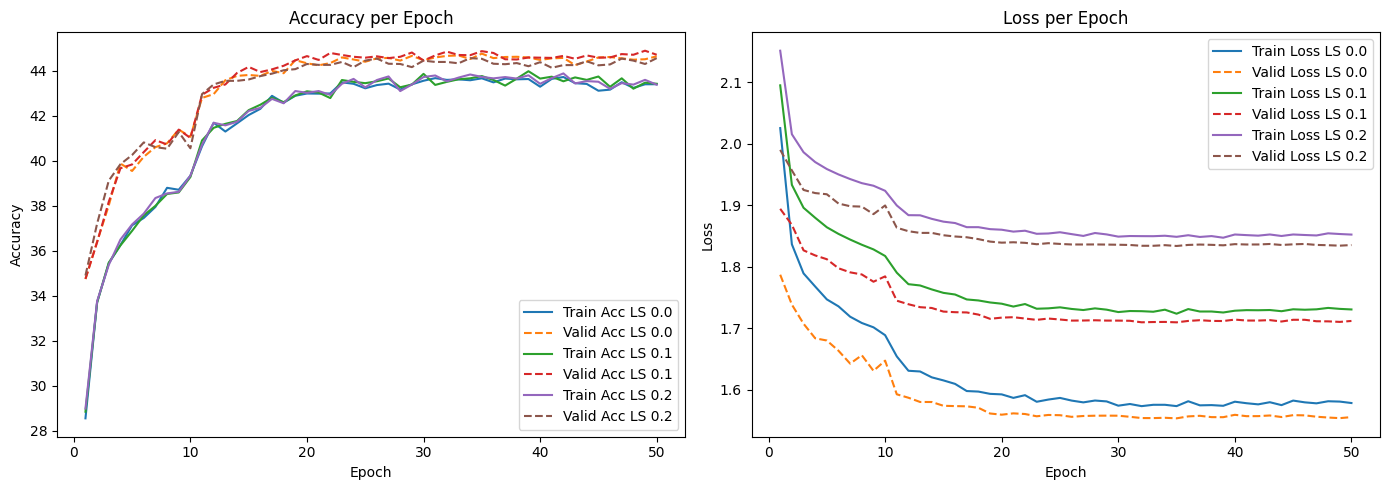 Accuracy per Epoch
Accuracy
44
42
40
38
36
34
32
30
28
0
10
20
30
40
50
Epoch
Train Acc LS 0.0
Valid Acc LS 0.0
Train Acc LS 0.1
Valid Acc LS 0.1
Train Acc LS 0.2
Valid Acc LS 0.2
Loss per Epoch
Loss
2.1
2.0
1.9
1.8
1.7
1.6
0
10
20
30
40
50
Epoch
Train Loss LS 0.0
Valid Loss LS 0.0
Train Loss LS 0.1
Valid Loss LS 0.1
Train Loss LS 0.2
Valid Loss LS 0.2